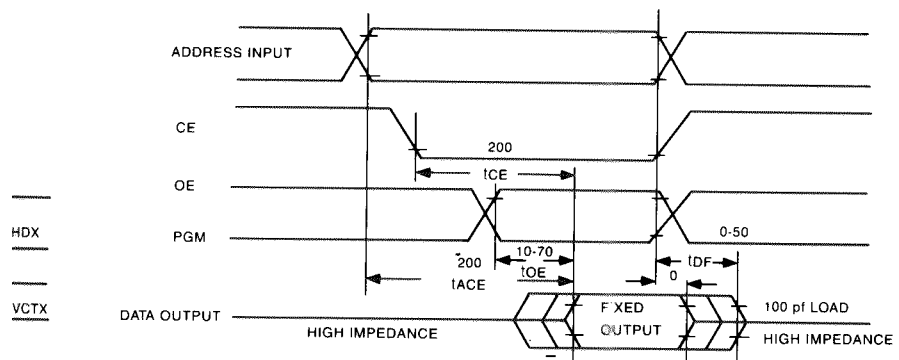 ADDRESS INPUT
CE
200
tCE
OE
HDX
PGM
0-50
10-70
200
tOE
tDF
0
tACE
VCTX
DATA OUTPUT
FIXED
OUTPUT
100 pf LOAD
HIGH IMPEDANCE
HIGH IMPEDANCE